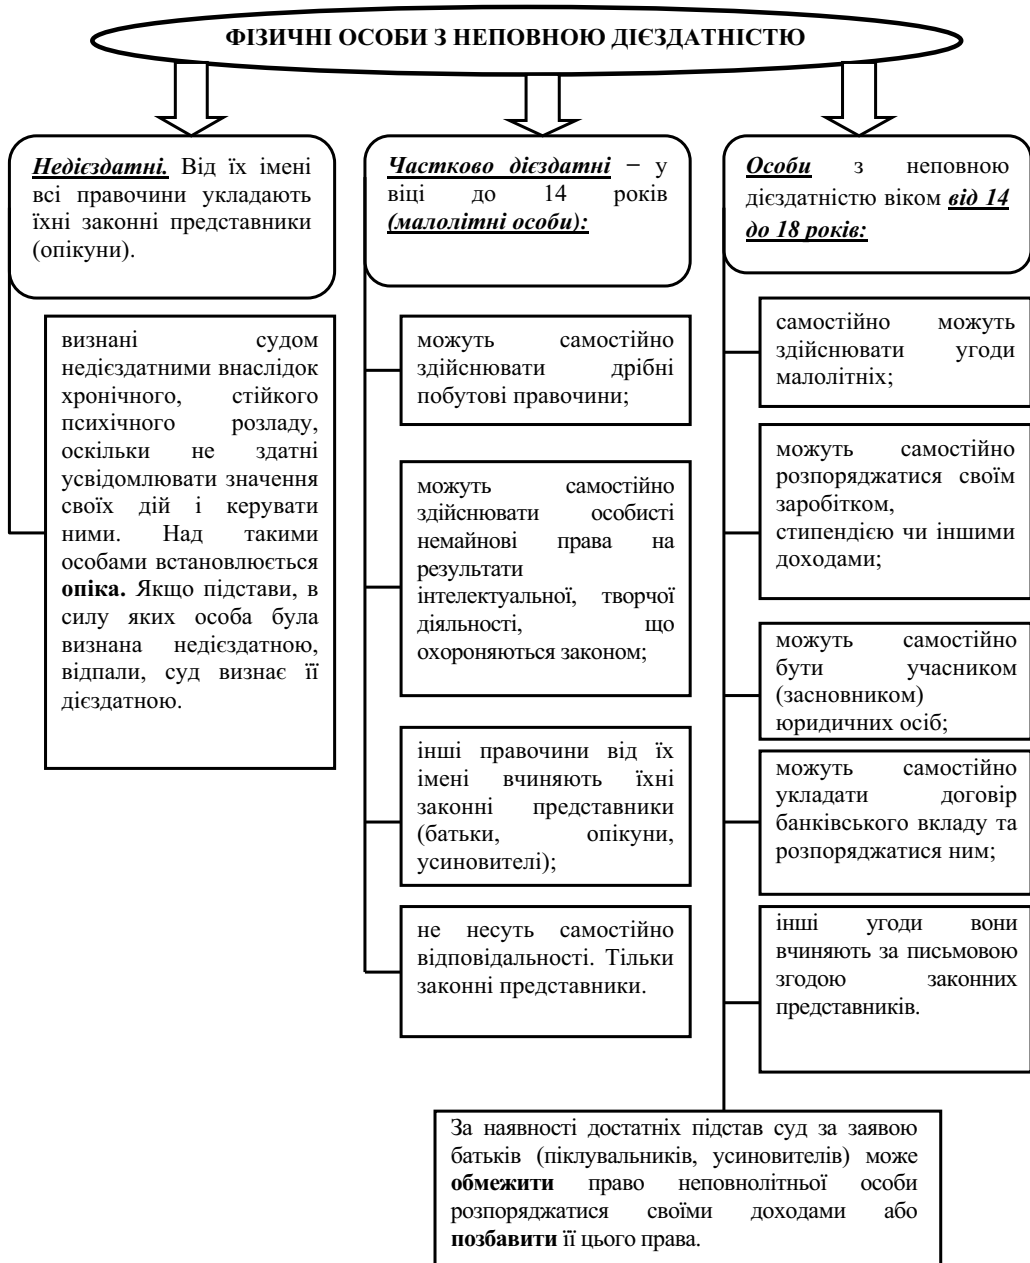 ФІЗИЧНІ ОСОБИ З НЕПОВНОЮ ДІЄЗДАТНІСТЮ
Недієздатні. Від їх імені
всі правочини укладають
їхні законні представники
(опікуни).
визнані судом
недієздатними внаслідок
хронічного, стійкого
психічного розладу,
оскільки не здатні
усвідомлювати значення
своїх дій і керувати
ними. Над такими
особами встановлюється
опіка. Якщо підстави, в
силу яких особа була
визнана недієздатною,
відпали, суд визнає її
дієздатною.
Частково дієздатні – у
віці до 14 років
(малолітні особи):
можуть самостійно
здійснювати дрібні
побутові правочини;
можуть самостійно
здійснювати особисті
немайнові права на
результати
інтелектуальної, творчої
діяльності, що
охороняються законом;
інші правочини від їх
імені вчиняють їхні
законні представники
(батьки, опікуни,
усиновителі);
не несуть самостійно
відповідальності. Тільки
законні представники.
Особи з неповною
дієздатністю віком від 14
до 18 років:
самостійно можуть
здійснювати угоди
малолітніх;
можуть самостійно
розпоряджатися своїм
заробітком,
стипендією чи іншими
доходами;
можуть самостійно
бути учасником
(засновником)
юридичних осіб;
можуть самостійно
укладати договір
банківського вкладу та
розпоряджатися ним;
інші угоди вони
вчиняють за письмовою
згодою законних
представників.
За наявності достатніх підстав суд за заявою
батьків (піклувальників, усиновителів) може
обмежити право неповнолітньої особи
розпоряджатися своїми доходами або
позбавити її цього права.